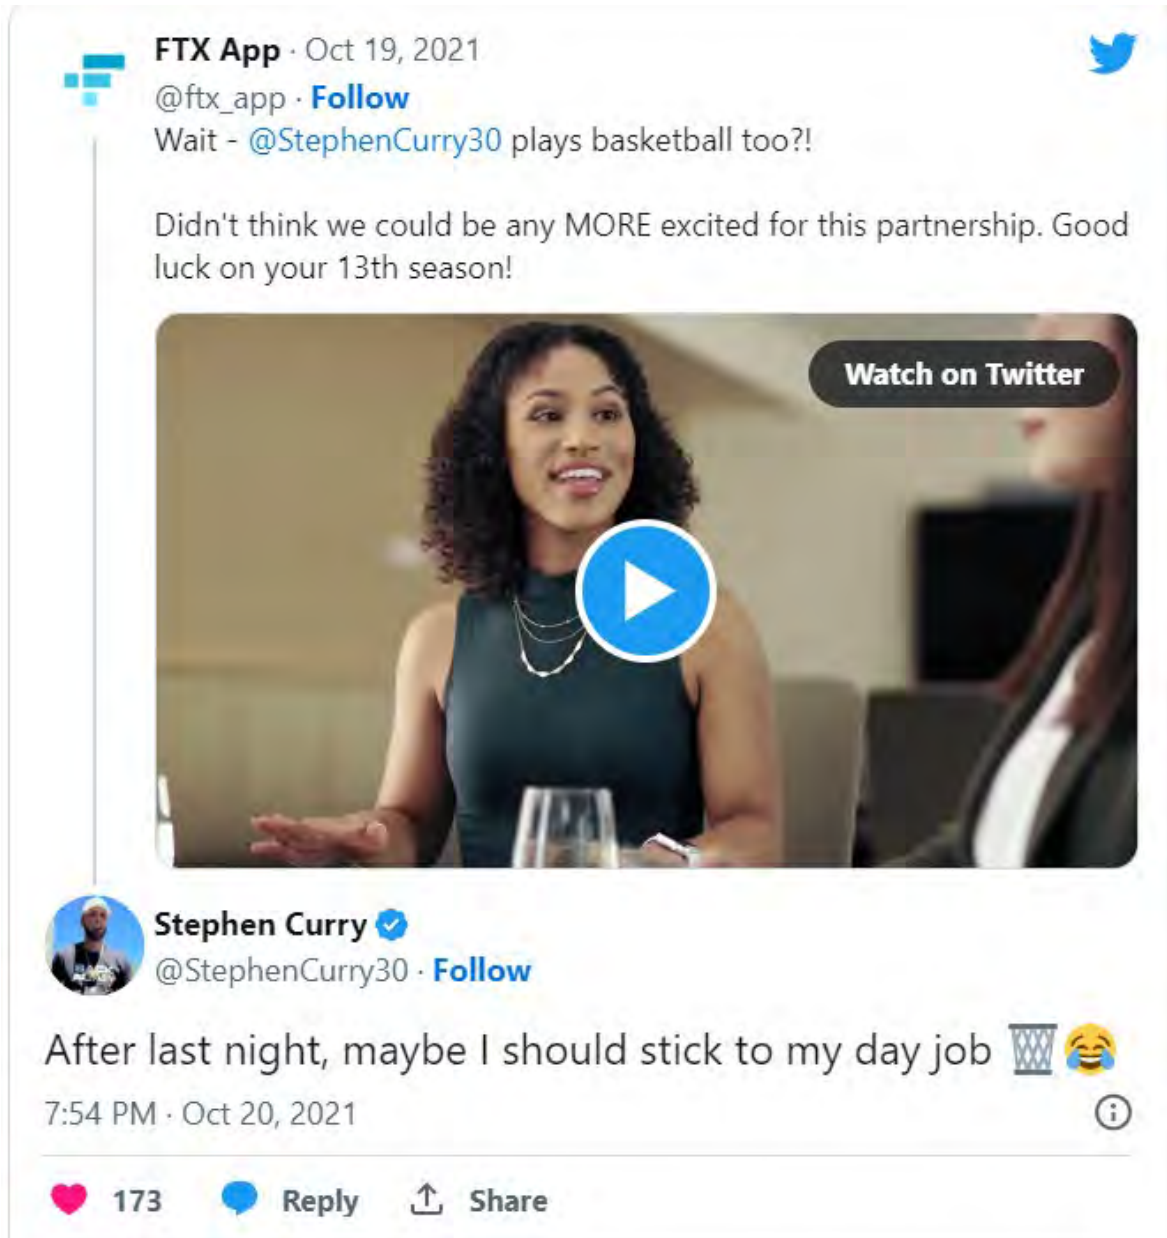 FTX App · Oct 19, 2021
@ftx_app · Follow
Wait - @StephenCurry30 plays basketball too?!
Didn't think we could be any MORE excited for this partnership. Good
luck on your 13th season!
Watch on Twitter
Stephen Curry
@StephenCurry30 · Follow
After last night, maybe I should stick to my day job 🗑️😂
7:54 PM · Oct 20, 2021
173 Reply Share